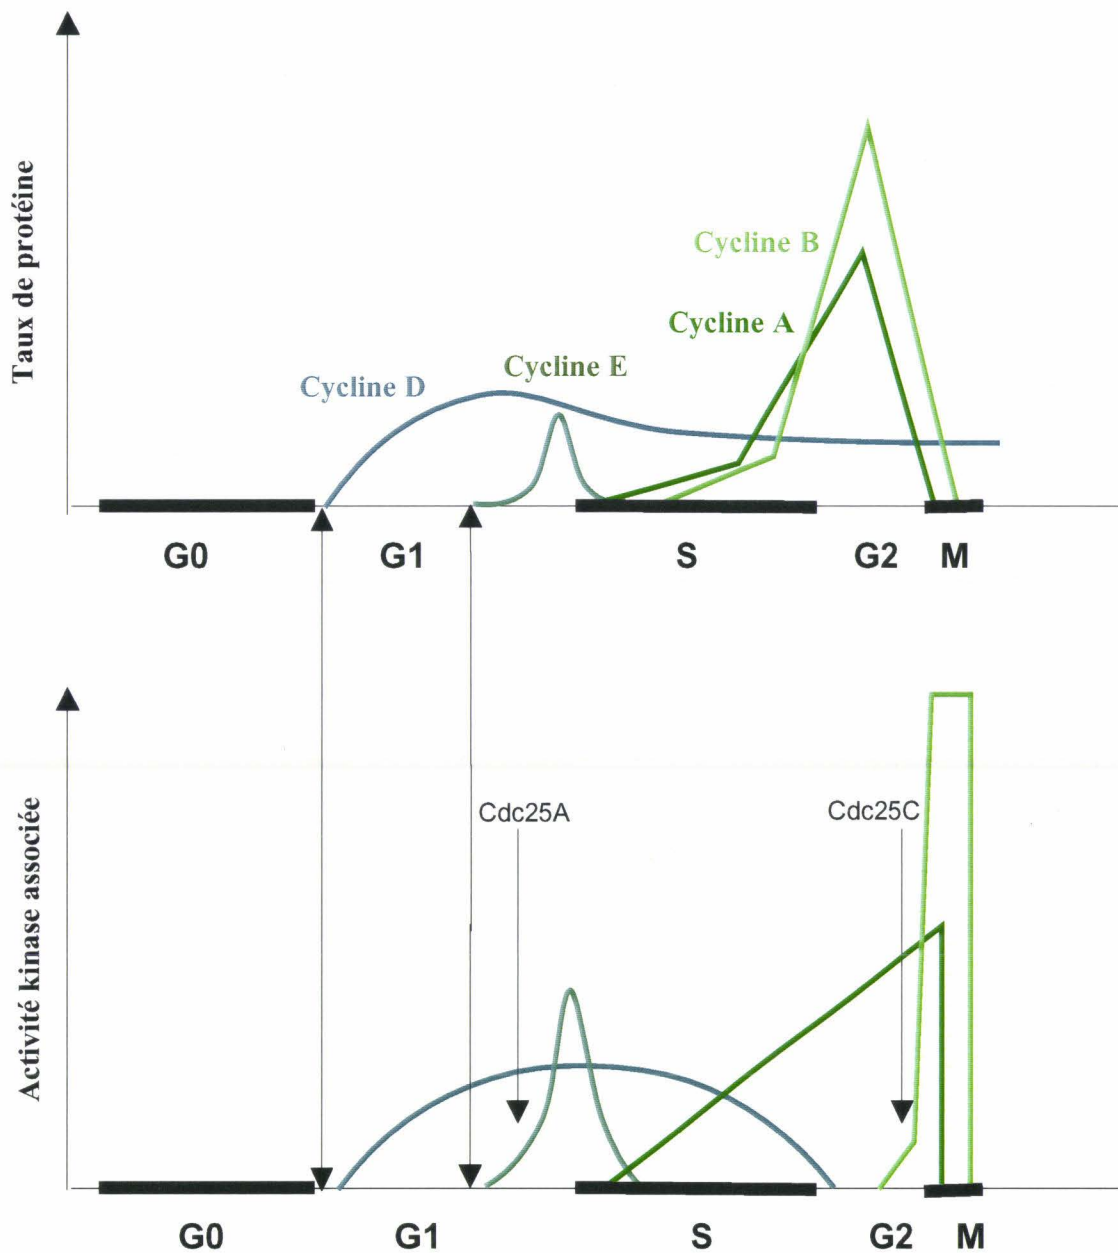 Taux de protéine
Cycline B
Cycline A
Cycline E
Cycline D
G0 G1 S G2 M
Activité kinase associée
Cdc25A Cdc25C
G0 G1 S G2 M